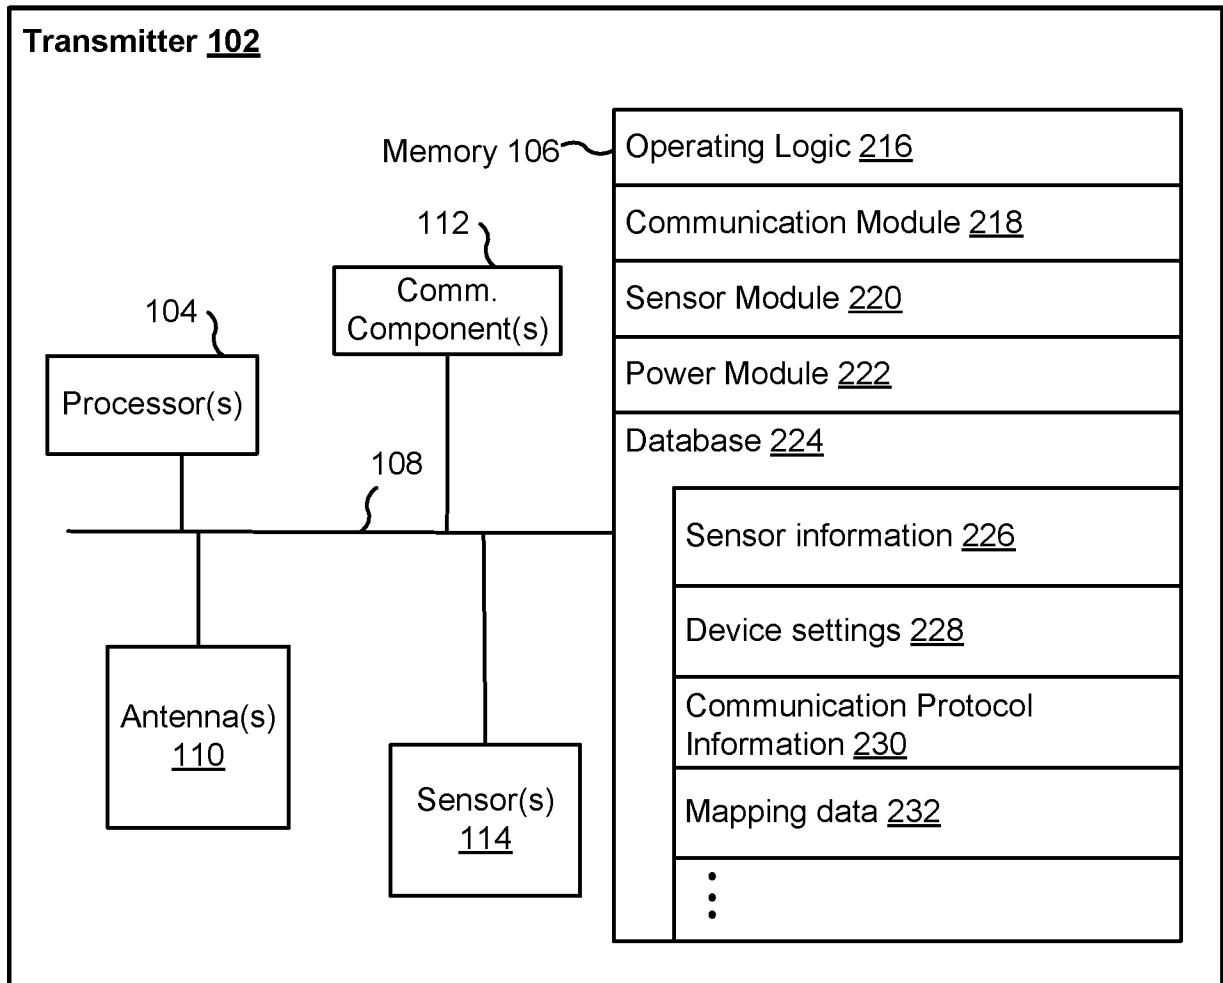 Transmitter 102
Memory 106
Operating Logic 216
Communication Module 218
Sensor Module 220
Power Module 222
Database 224
Sensor information 226
Device settings 228
Communication Protocol
Information 230
Mapping data 232
112
Comm.
Component(s)
104
Processor(s)
108
Antenna(s)
110
Sensor(s)
114